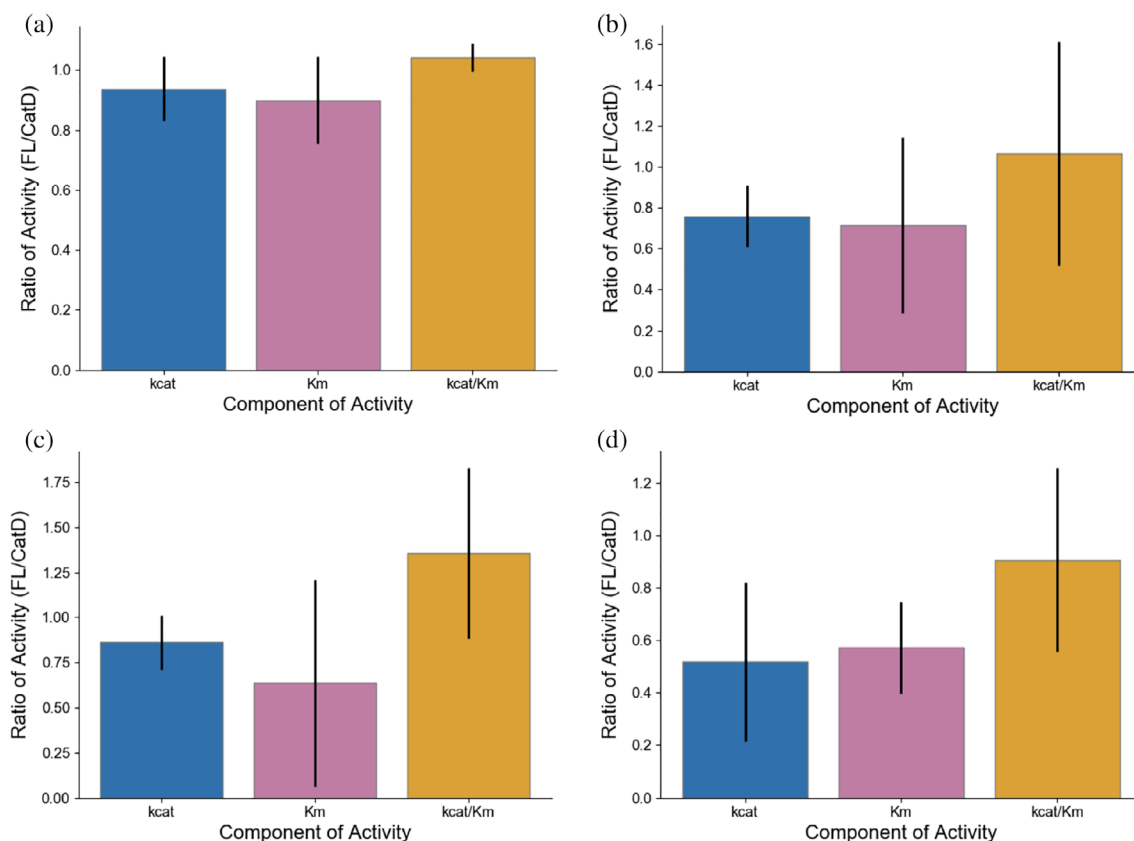 (a)
Ratio of Activity (FL/CatD)
1.0
0.8
0.6
0.4
0.2
0.0
kcat
Km
kcat/Km
Component of Activity
(b)
Ratio of Activity (FL/CatD)
1.6
1.4
1.2
1.0
0.8
0.6
0.4
0.2
0.0
kcat
Km
kcat/Km
Component of Activity
(c)
Ratio of Activity (FL/CatD)
1.75
1.50
1.25
1.00
0.75
0.50
0.25
0.00
kcat
Km
kcat/Km
Component of Activity
(d)
Ratio of Activity (FL/CatD)
1.2
1.0
0.8
0.6
0.4
0.2
0.0
kcat
Km
kcat/Km
Component of Activity